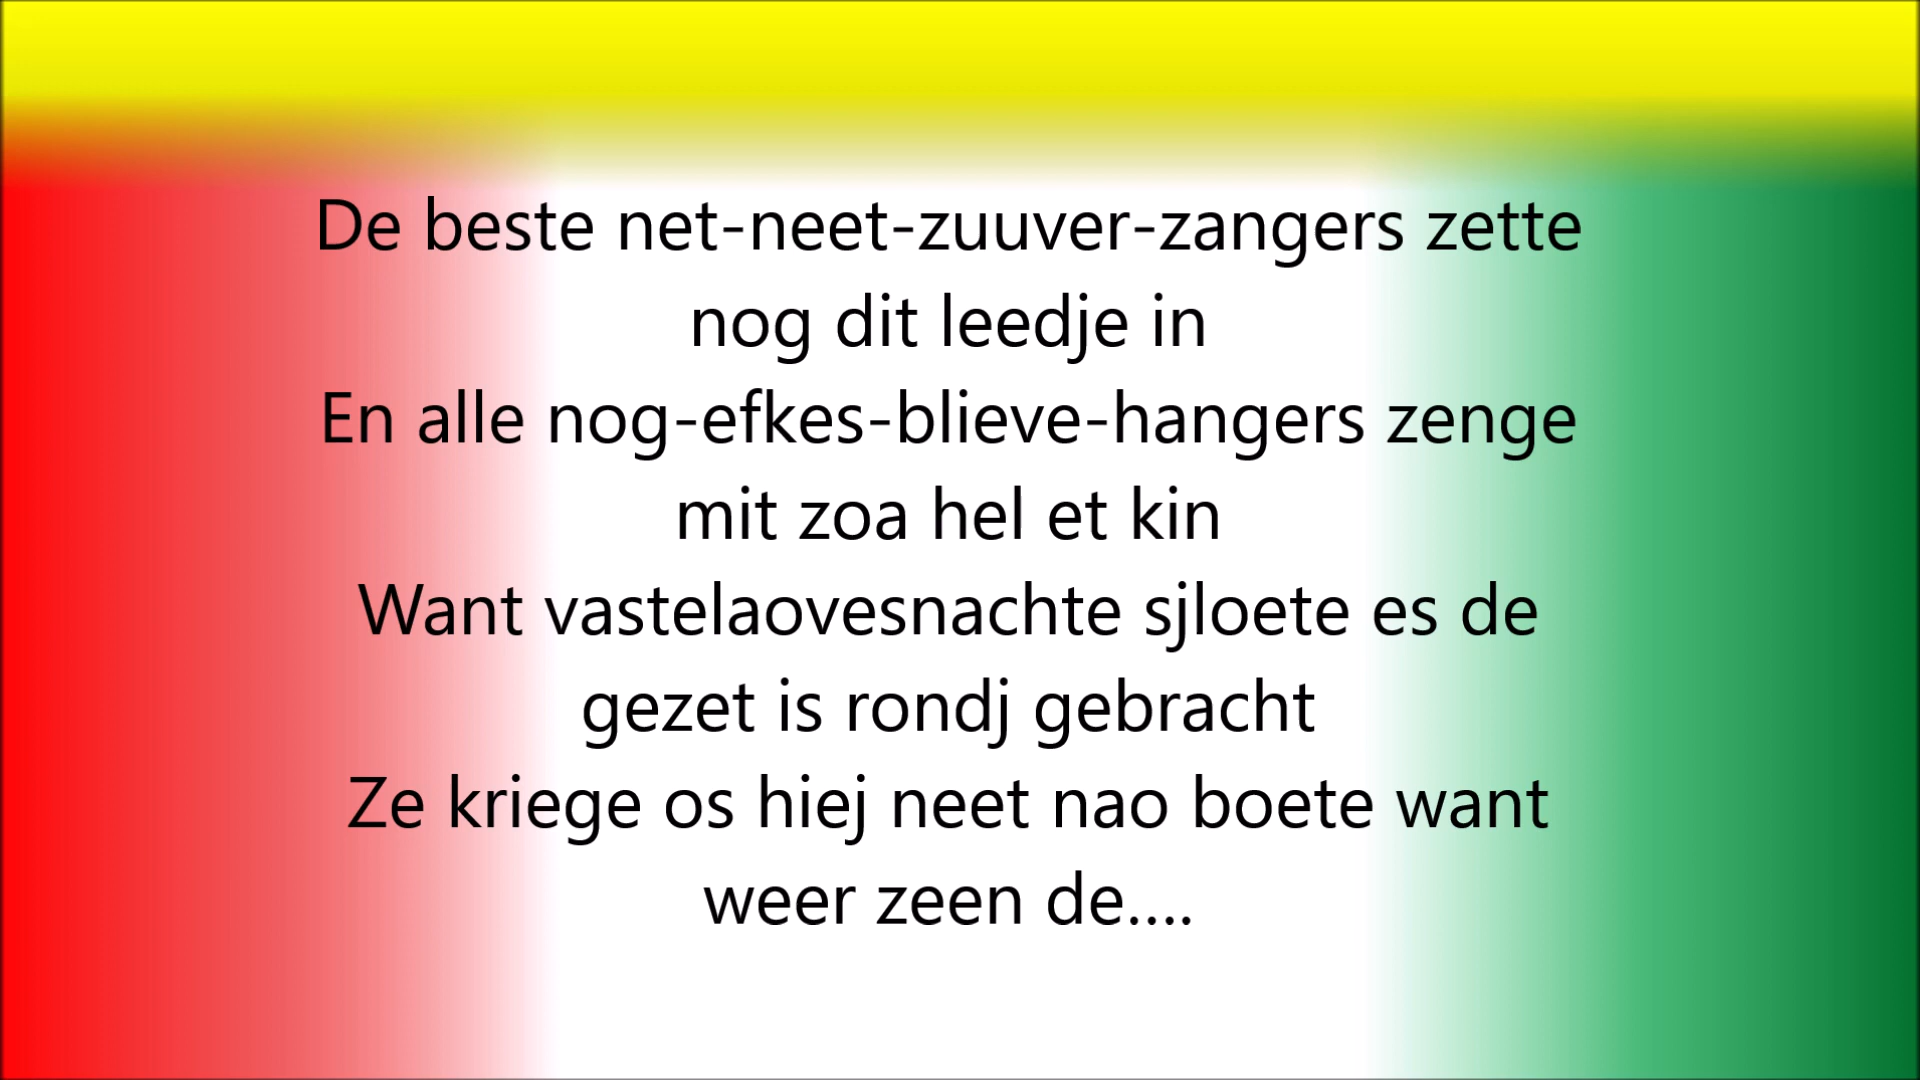 De beste net-neet-zuuver-zangers zette
nog dit leedje in
En alle nog-efkes-blieve-hangers zenge
mit zoa hel et kin
Want vastelaovesnachte sjloete es de
gezet is rondj gebracht
Ze kriege os hiej neet nao boete want
weer zeen de....